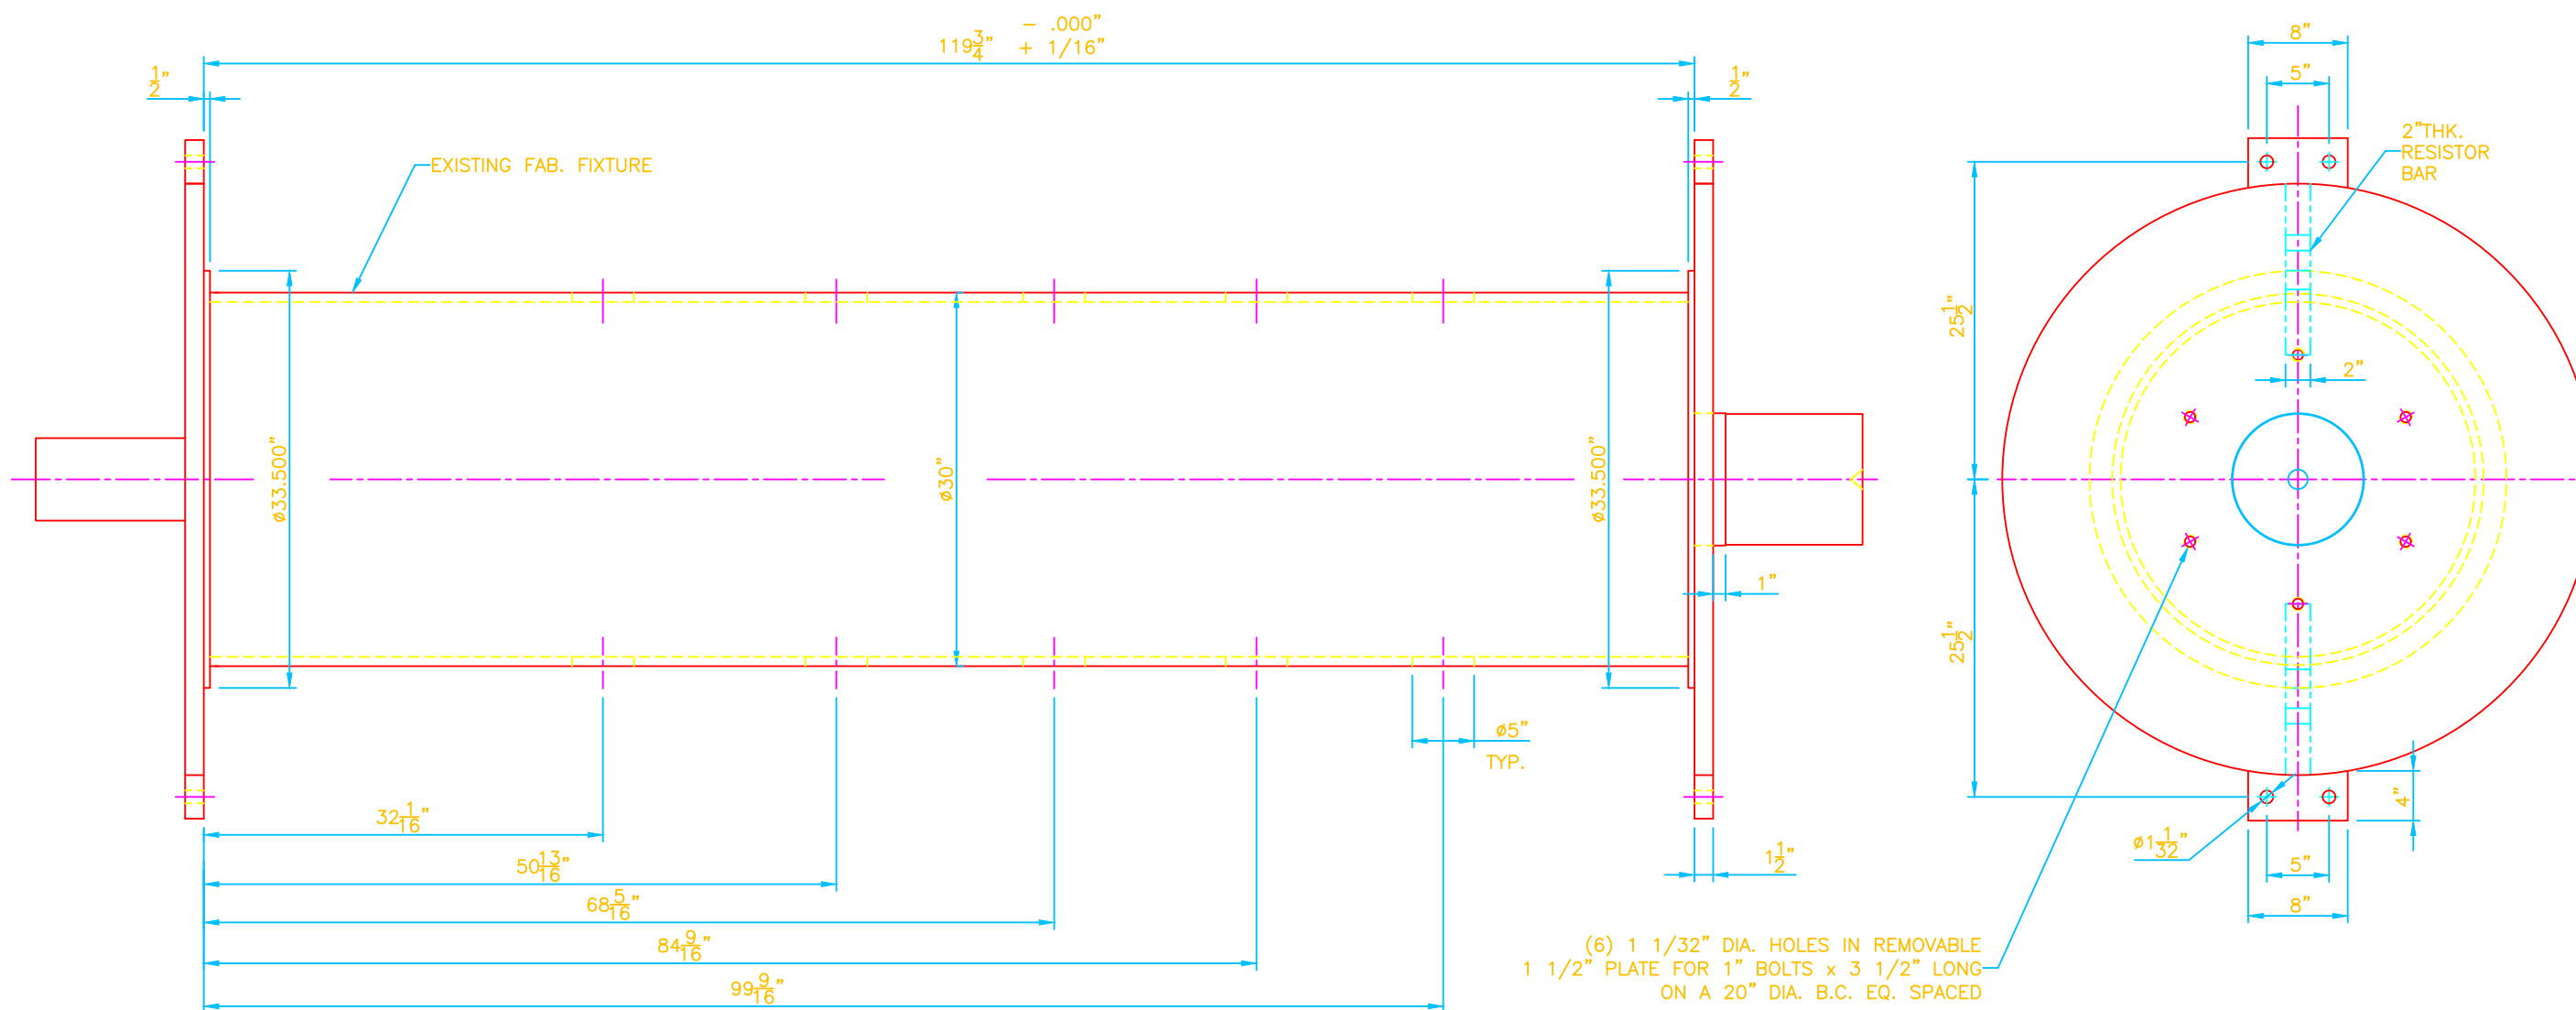 - .000"
119 3/4" + 1/16"
8"
5"
1/2"
1/2"
2"THK.
RESISTOR
BAR
EXISTING FAB. FIXTURE
25 1/2"
2"
ø33.500"
ø30"
ø33.500"
1"
25 1/2"
ø5"
TYP.
4"
32 1/16"
ø1 1/32"
50 13/16"
1 1/2"
5"
68 5/16"
8"
84 9/16"
99 9/16"
(6) 1 1/32" DIA. HOLES IN REMOVABLE
1 1/2" PLATE FOR 1" BOLTS x 3 1/2" LONG
ON A 20" DIA. B.C. EQ. SPACED